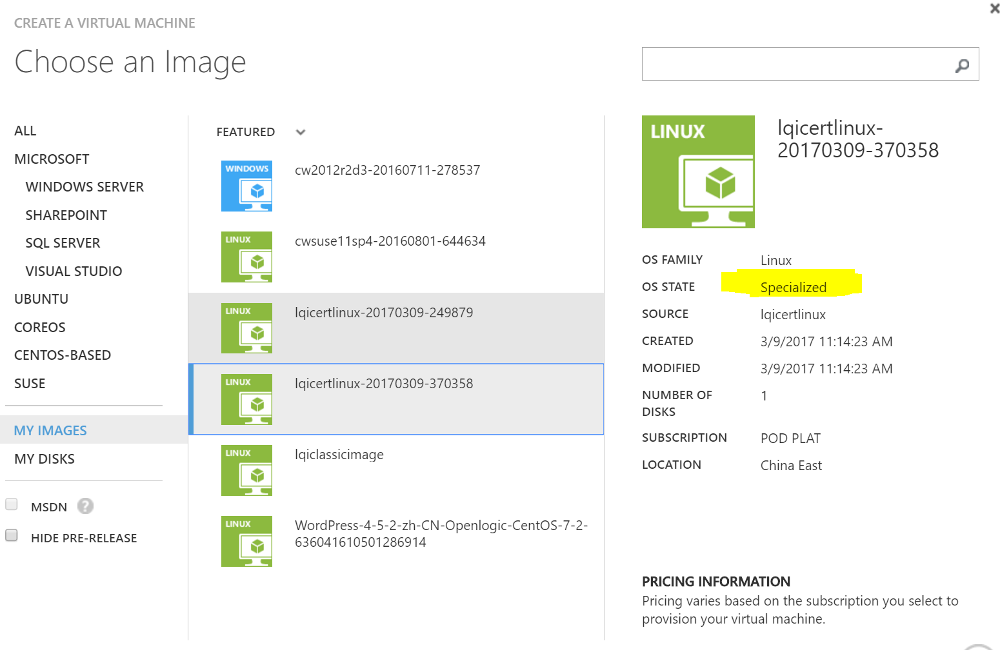 CREATE A VIRTUAL MACHINE
Choose an Image
ALL
MICROSOFT
WINDOWS SERVER
SHAREPOINT
SQL SERVER
VISUAL STUDIO
UBUNTU
COREOS
CENTOS-BASED
SUSE
MY IMAGES
MY DISKS
MSDN ?
HIDE PRE-RELEASE
FEATURED
WINDOWS
cw2012r2d3-20160711-278537
LINUX
cwsuse11sp4-20160801-644634
LINUX
lqicertlinux-20170309-249879
LINUX
lqicertlinux-20170309-370358
LINUX
lqiclassicimage
LINUX
WordPress-4-5-2-zh-CN-Openlogic-CentOS-7-2-
636041610501286914
LINUX
lqicertlinux-
20170309-370358
OS FAMILY Linux
OS STATE Specialized
SOURCE lqicertlinux
CREATED 3/9/2017 11:14:23 AM
MODIFIED 3/9/2017 11:14:23 AM
NUMBER OF 1
DISKS
SUBSCRIPTION POD PLAT
LOCATION China East
PRICING INFORMATION
Pricing varies based on the subscription you select to
provision your virtual machine.